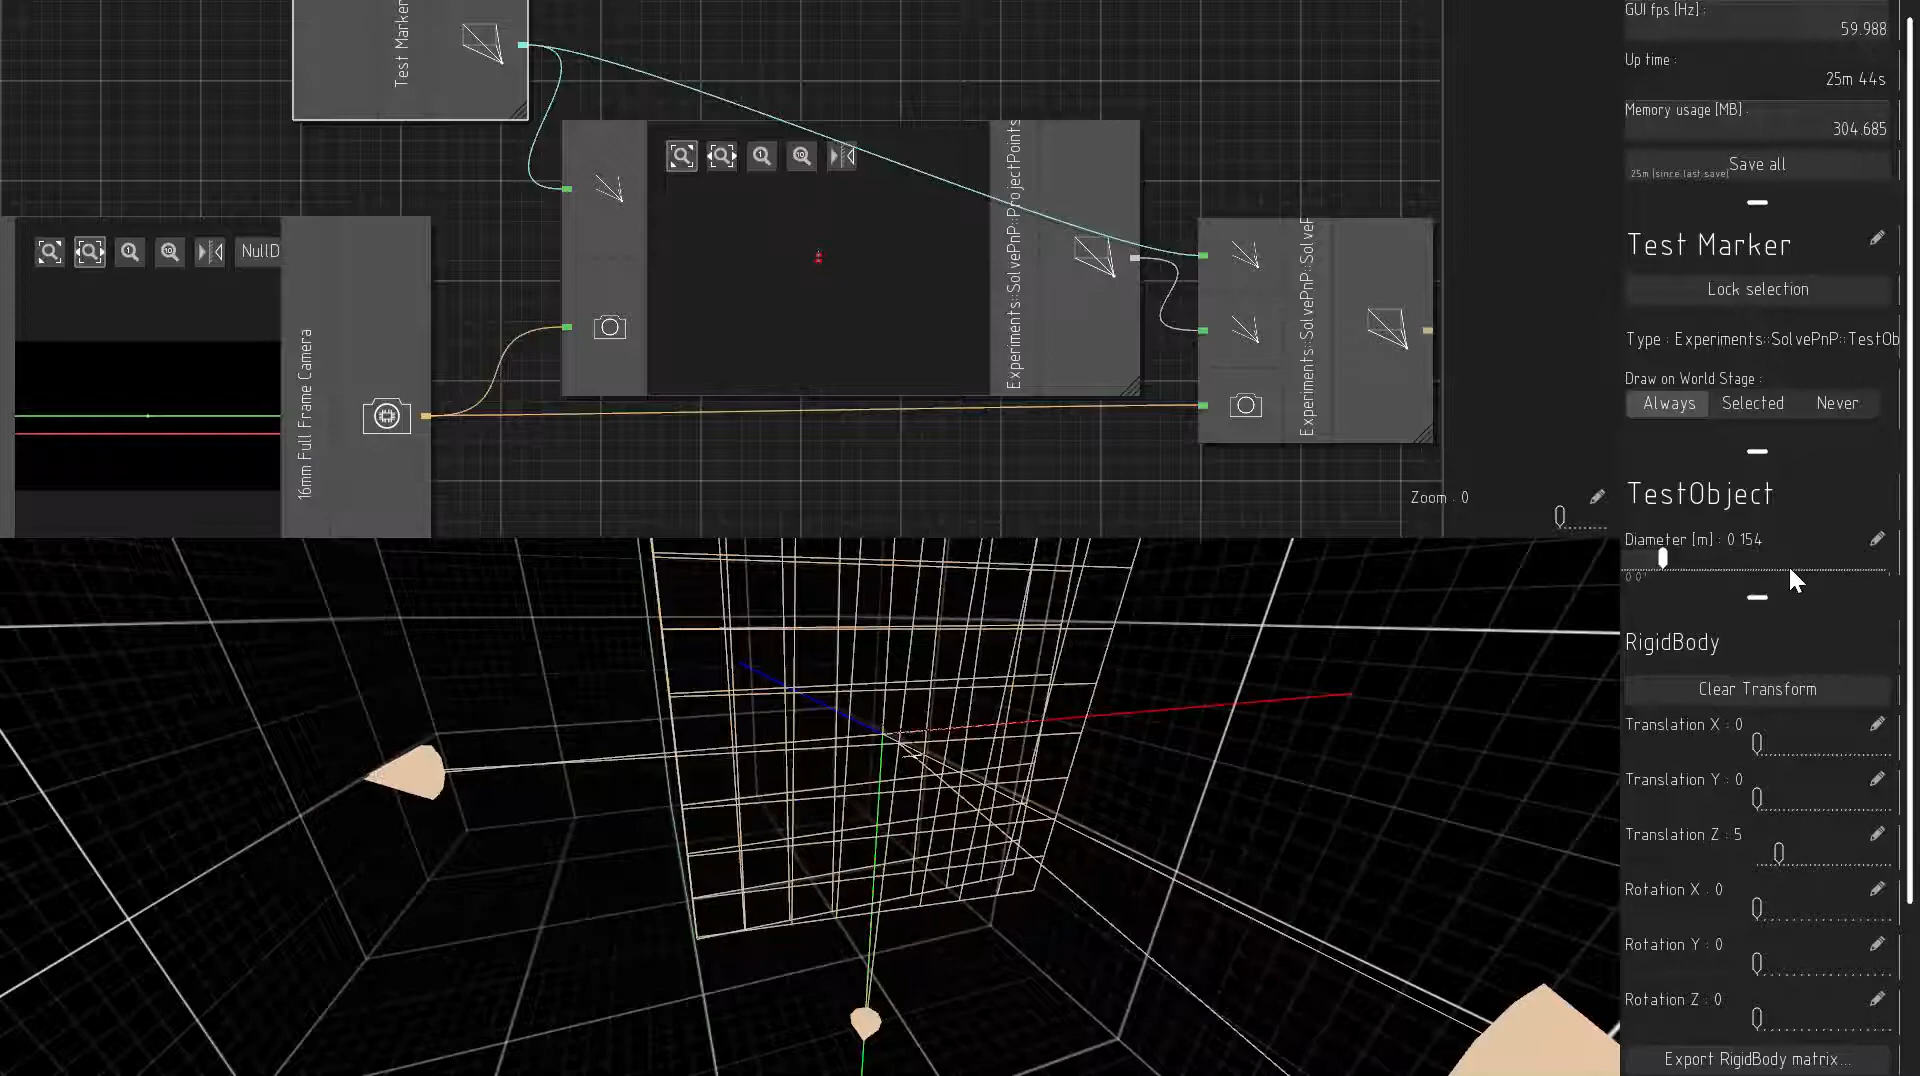 Test Marker
NullD
16mm Full Frame Camera
Experiments::SolvePnP::ProjectPoints
Experiments::SolvePnP::SolveP
Zoom : 0
GUI fps [Hz] :
59.988
Up time :
25m 44s
Memory usage [MB] :
304.685
Save all
25m [since last save]
Test Marker
Lock selection
Type : Experiments::SolvePnP::TestOb
Draw on World Stage :
Always Selected Never
TestObject
Diameter [m] : 0.154
RigidBody
Clear Transform
Translation X : 0
Translation Y : 0
Translation Z : 5
Rotation X : 0
Rotation Y : 0
Rotation Z : 0
Export RigidBody matrix...